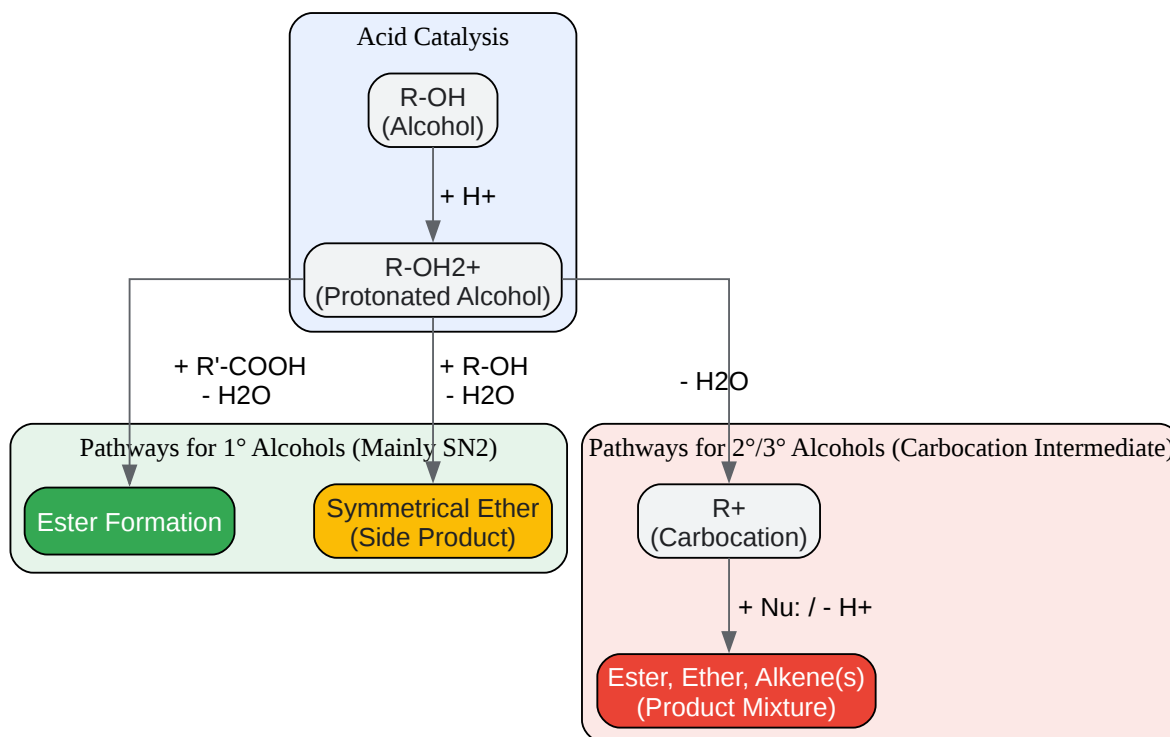 Acid Catalysis
R-OH
(Alcohol)
+ H+
R-OH2+
(Protonated Alcohol)
+ R'-COOH
- H2O
+ R-OH
- H2O
- H2O
Pathways for 1° Alcohols (Mainly SN2)
Ester Formation
Symmetrical Ether
(Side Product)
Pathways for 2°/3° Alcohols (Carbocation Intermediate)
R+
(Carbocation)
+ Nu: / - H+
Ester, Ether, Alkene(s)
(Product Mixture)